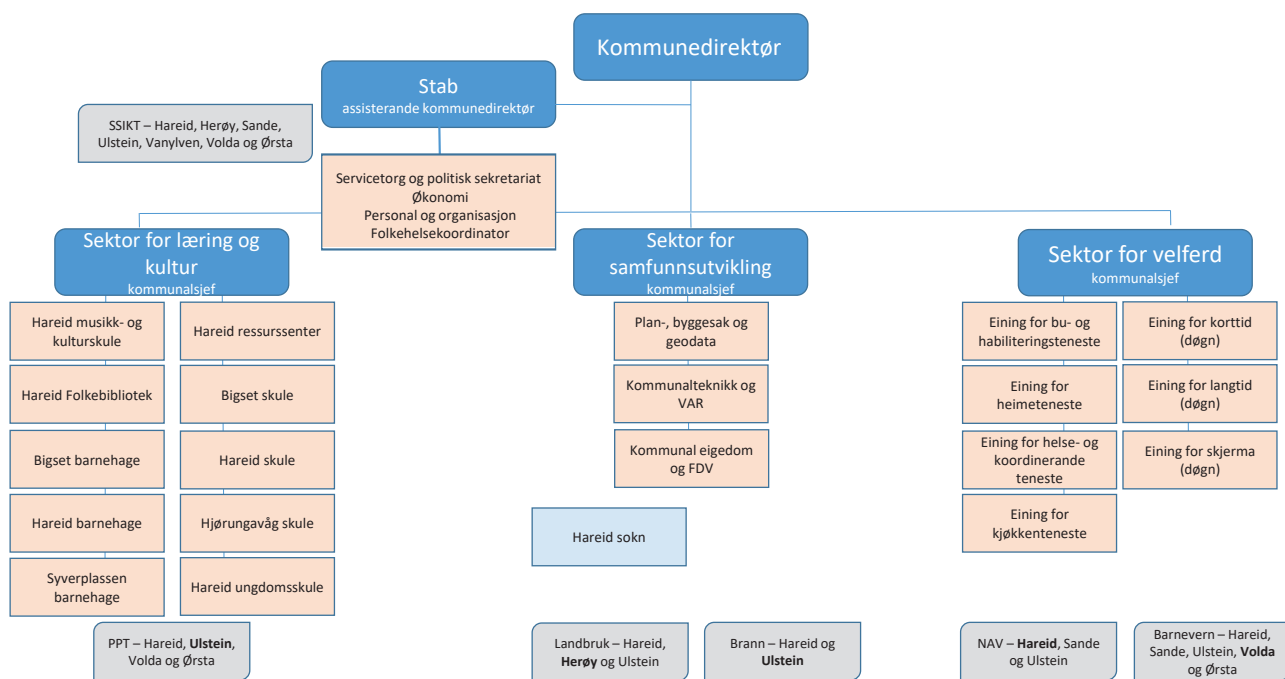 Kommunedirektør
Stab
assisterande kommunedirektør
SSIKT – Hareid, Herøy, Sande,
Ulstein, Vanylven, Volda og Ørsta
Servicetorg og politisk sekretariat
Økonomi
Personal og organisasjon
Folkehelsekoordinator
Sektor for læring og
kultur
kommunalsjef
Hareid musikk- og
kulturskule
Hareid Folkebibliotek
Bigset barnehage
Hareid barnehage
Syverplassen
barnehage
Hareid ressurssenter
Bigset skule
Hareid skule
Hjørungavåg skule
Hareid ungdomsskule
PPT – Hareid, Ulstein,
Volda og Ørsta
Sektor for
samfunnsutvikling
kommunalsjef
Plan-, byggesak og
geodata
Kommunalteknikk og
VAR
Kommunal eigedom
og FDV
Hareid sokn
Landbruk – Hareid,
Herøy og Ulstein
Brann – Hareid og
Ulstein
Sektor for velferd
kommunalsjef
Eining for bu- og
habiliteringsteneste
Eining for
heimeteneste
Eining for helse- og
koordinerande
teneste
Eining for
kjøkkenteneste
Eining for korttid
(døgn)
Eining for langtid
(døgn)
Eining for skjerma
(døgn)
NAV – Hareid, Sande
og Ulstein
Barnevern – Hareid,
Sande, Ulstein, Volda
og Ørsta